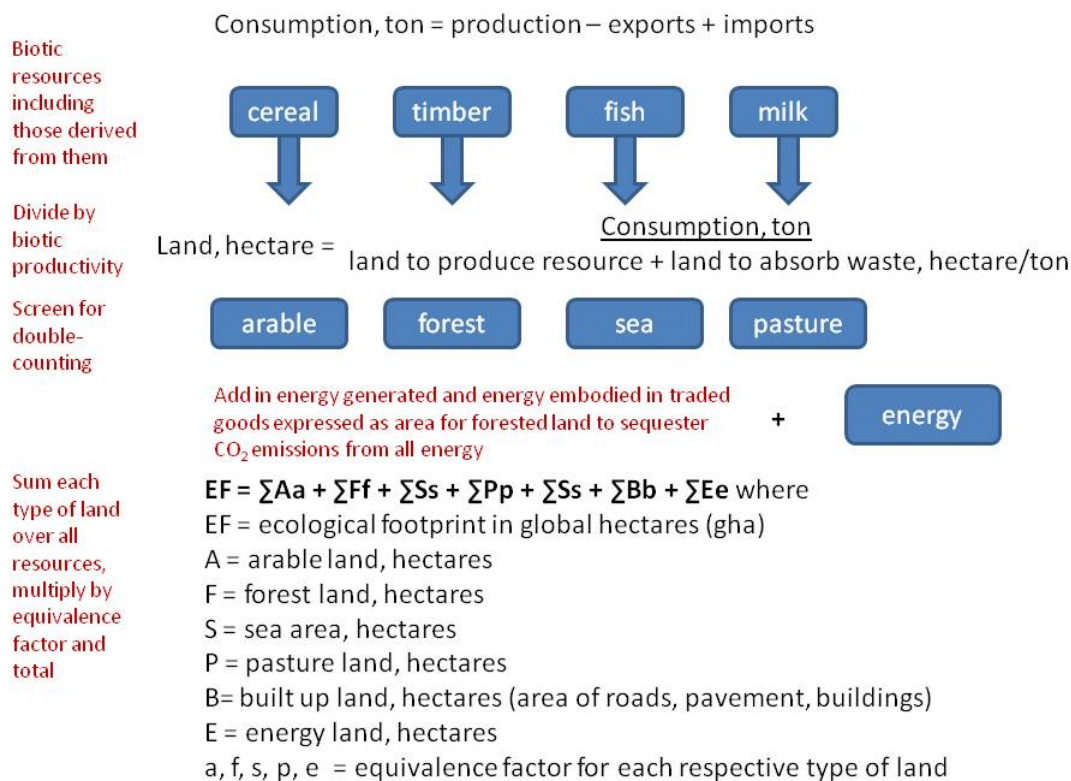 Consumption, ton = production – exports + imports
Biotic
resources
including
those derived
from them
cereal
timber
fish
milk
Divide by
biotic
productivity
Land, hectare =
Consumption, ton
land to produce resource + land to absorb waste, hectare/ton
Screen for
double-
counting
arable
forest
sea
pasture
Add in energy generated and energy embodied in traded
goods expressed as area for forested land to sequester
CO₂ emissions from all energy
+
energy
Sum each
type of land
over all
resources,
multiply by
equivalence
factor and
total
EF = ∑Aa + ∑Ff + ∑Ss + ∑Pp + ∑Ss + ∑Bb + ∑Ee where
EF = ecological footprint in global hectares (gha)
A = arable land, hectares
F = forest land, hectares
S = sea area, hectares
P = pasture land, hectares
B= built up land, hectares (area of roads, pavement, buildings)
E = energy land, hectares
a, f, s, p, e = equivalence factor for each respective type of land